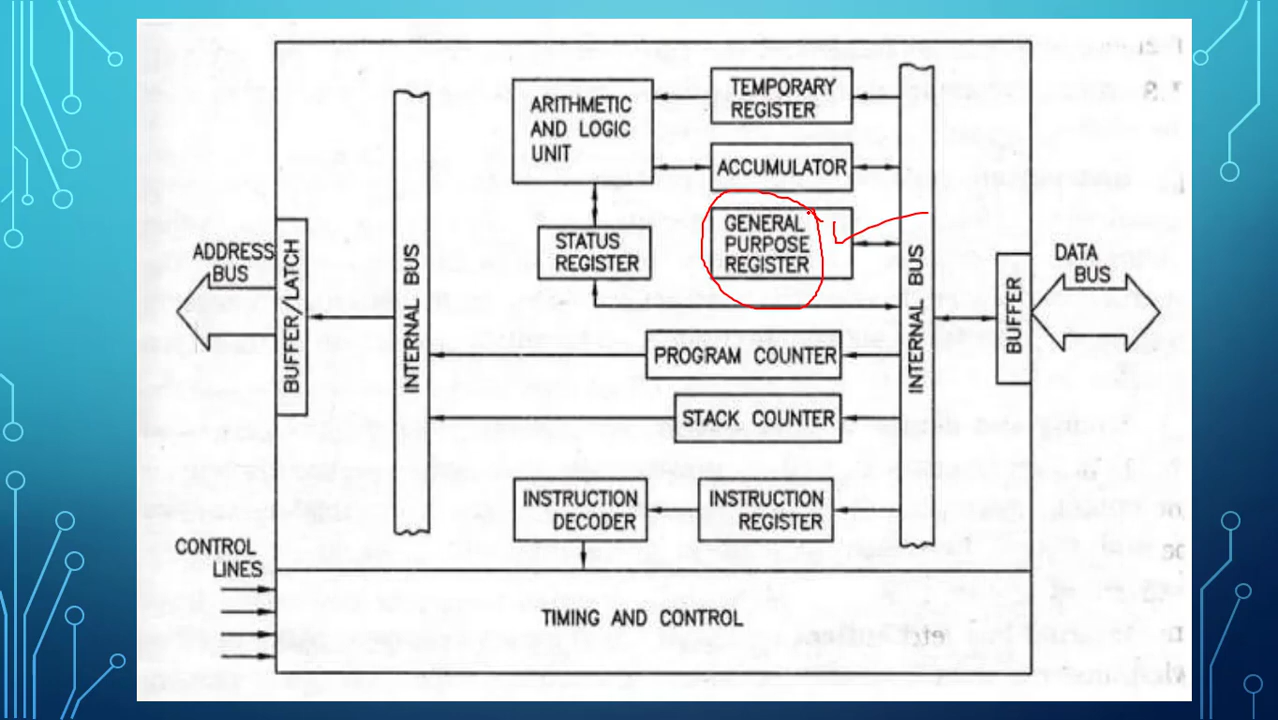 TEMPORARY
REGISTER
ARITHMETIC
AND LOGIC
UNIT
ACCUMULATOR
GENERAL
PURPOSE
REGISTER
STATUS
REGISTER
ADDRESS
BUS
BUFFER/LATCH
INTERNAL BUS
INTERNAL BUS
BUFFER
DATA
BUS
PROGRAM COUNTER
STACK COUNTER
INSTRUCTION
DECODER
INSTRUCTION
REGISTER
CONTROL
LINES
TIMING AND CONTROL